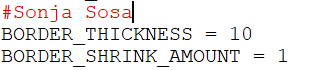 #Sonja Sosa
BORDER_THICKNESS = 10
BORDER_SHRINK_AMOUNT = 1